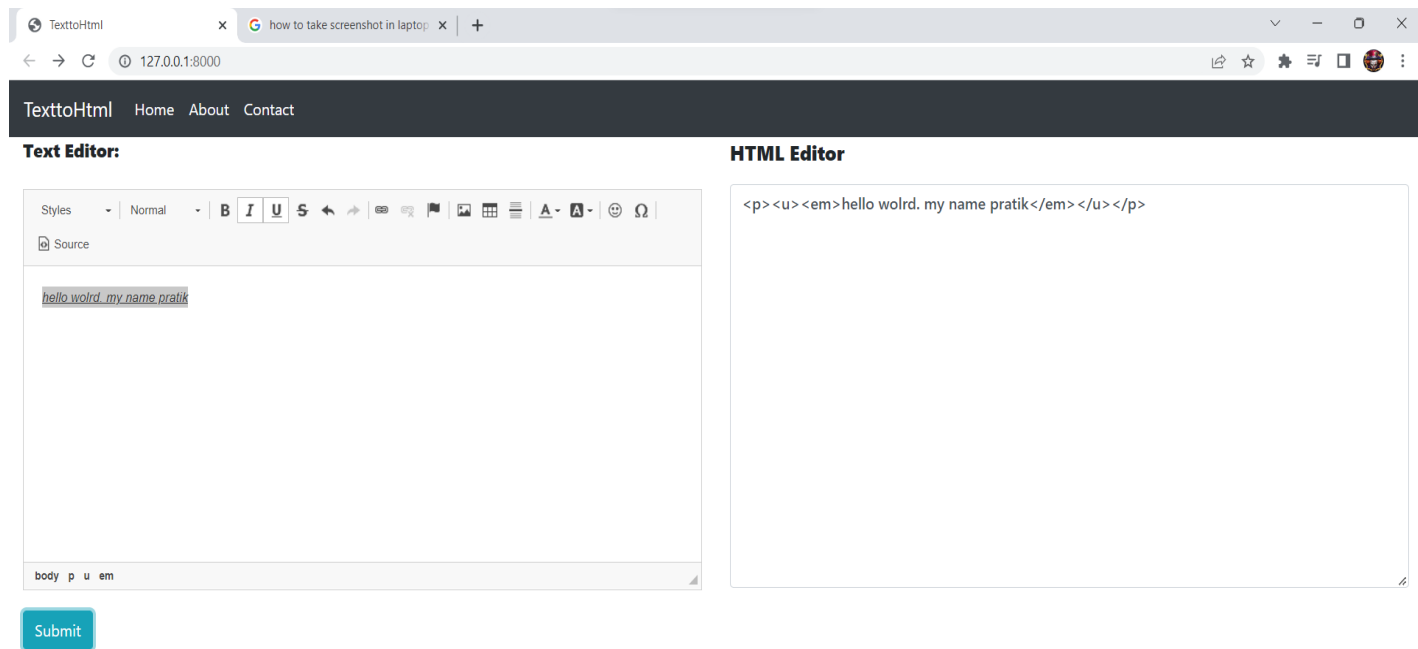 TexttoHtml how to take screenshot in laptop
127.0.0.1:8000
TexttoHtml Home About Contact
Text Editor:
HTML Editor
Styles Normal B I U S A A Ω
Source
<p><u><em>hello wolrd. my name pratik</em></u></p>
hello wolrd. my name pratik
body p u em
Submit